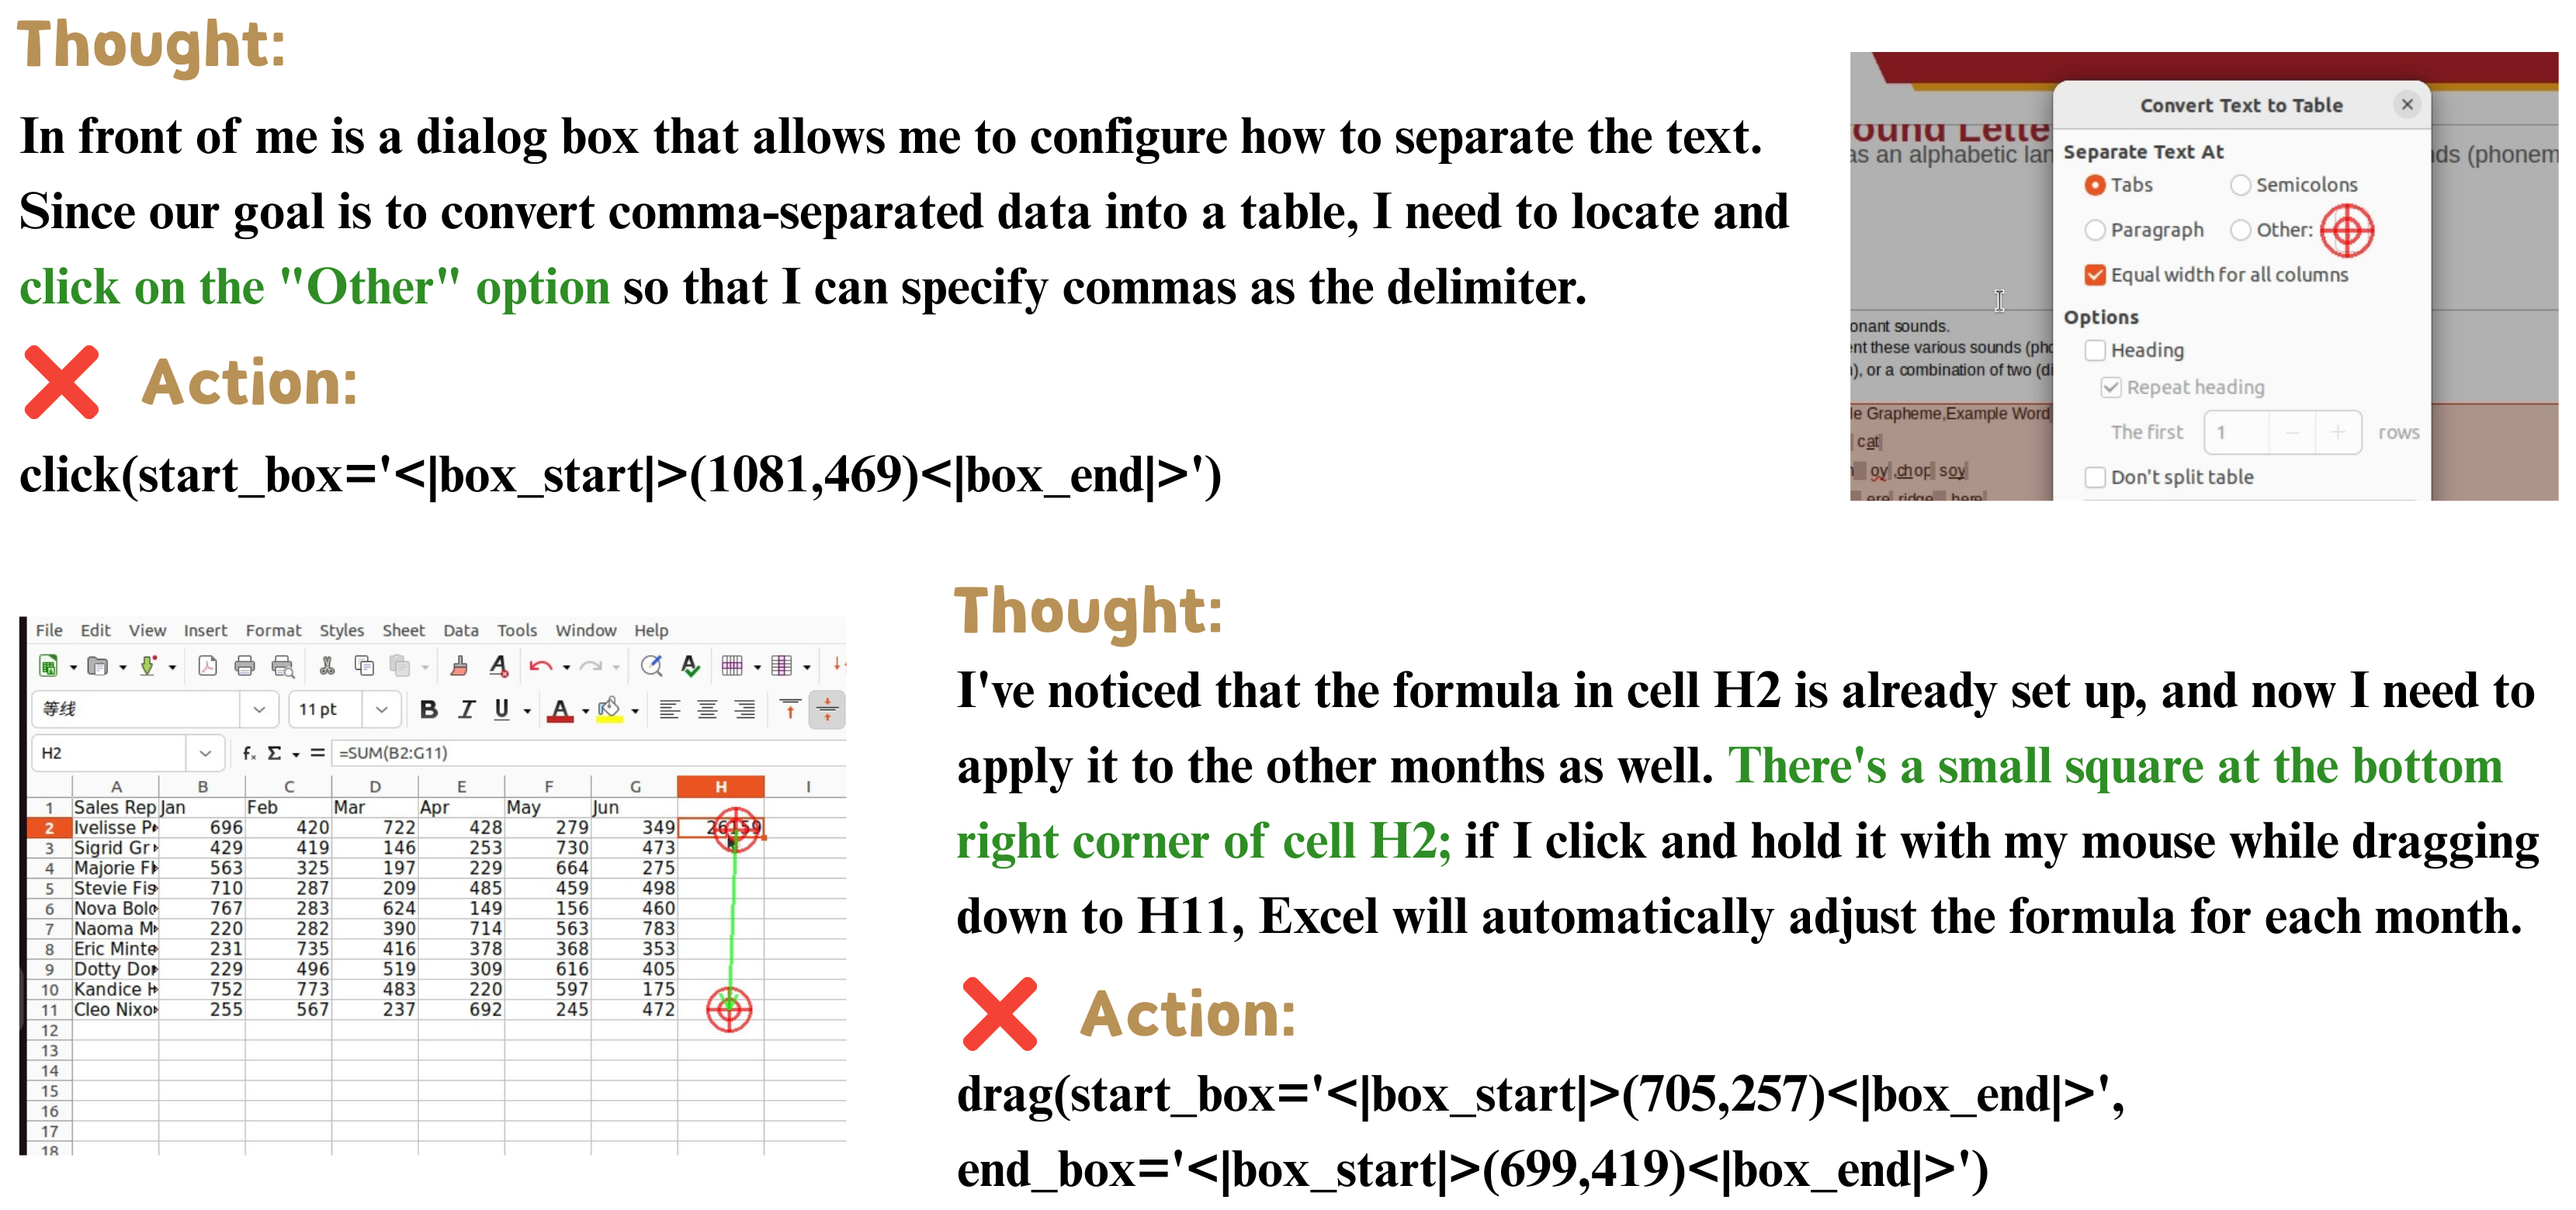 Thought:
In front of me is a dialog box that allows me to configure how to separate the text.
Since our goal is to convert comma-separated data into a table, I need to locate and
click on the "Other" option so that I can specify commas as the delimiter.
Action:
click(start_box='<|box_start|>(1081,469)<|box_end|>')
Convert Text to Table
ound Lette
as an alphabetic lan
nds (phonem
Separate Text At
Tabs Semicolons
Paragraph Other:
Equal width for all columns
Options
onant sounds.
Heading
ent these various sounds (pho
), or a combination of two (di
Repeat heading
le Grapheme,Example Word
The first 1 − + rows
cat
oy,chop soy
Don't split table
ere ridge here
File Edit View Insert Format Styles Sheet Data Tools Window Help
等线 11 pt B I U A
H2 fx Σ = =SUM(B2:G11)
A B C D E F G H I
1 Sales Rep Jan Feb Mar Apr May Jun
2 Ivelisse P 696 420 722 428 279 349
3 Sigrid Gr 429 419 146 253 730 473
4 Majorie Fl 563 325 197 229 664 275
5 Stevie Fis 710 287 209 485 459 498
6 Nova Bolo 767 283 624 149 156 460
7 Naoma M 220 282 390 714 563 783
8 Eric Minte 231 735 416 378 368 353
9 Dotty Dor 229 496 519 309 616 405
10 Kandice H 752 773 483 220 597 175
11 Cleo Nixo 255 567 237 692 245 472
12
13
14
15
16
17
18
Thought:
I've noticed that the formula in cell H2 is already set up, and now I need to
apply it to the other months as well. There's a small square at the bottom
right corner of cell H2; if I click and hold it with my mouse while dragging
down to H11, Excel will automatically adjust the formula for each month.
Action:
drag(start_box='<|box_start|>(705,257)<|box_end|>',
end_box='<|box_start|>(699,419)<|box_end|>')